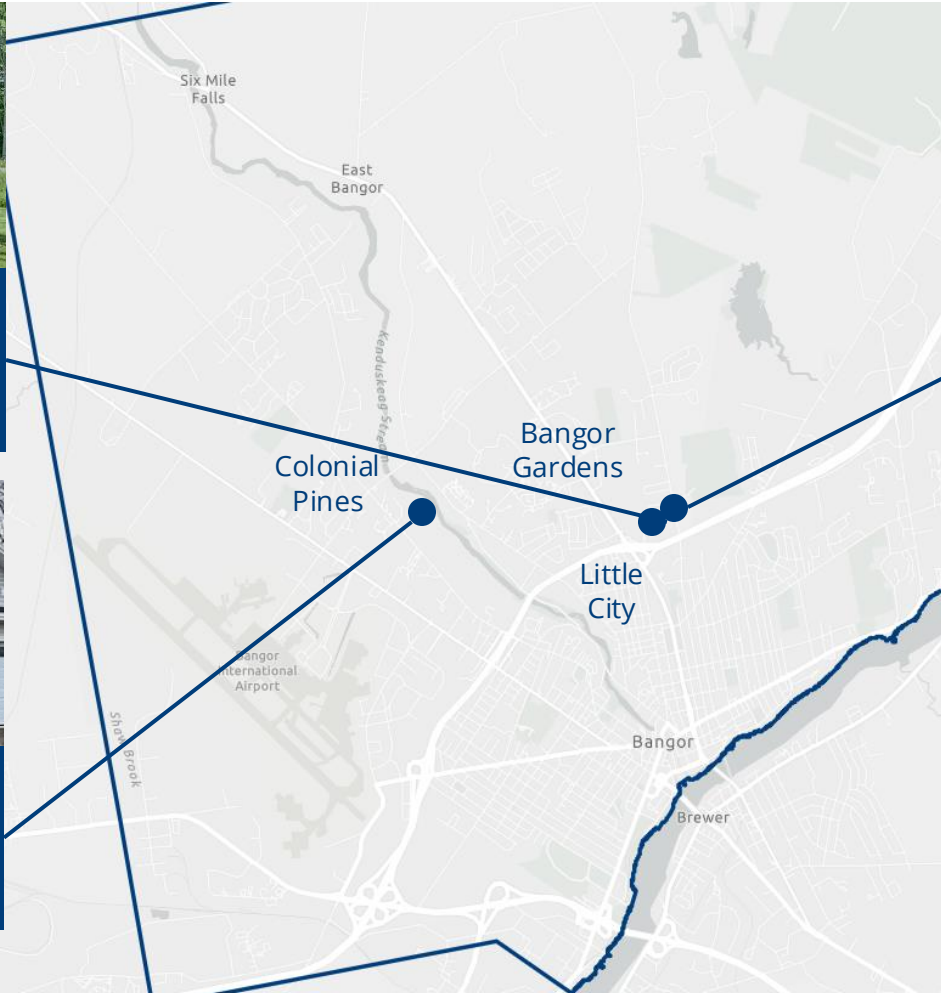 Six Mile
Falls
East
Bangor
Kenduskeag Stream
Bangor
Gardens
Colonial
Pines
Little
City
Bangor
International
Airport
Shaw Brook
Bangor
Brewer